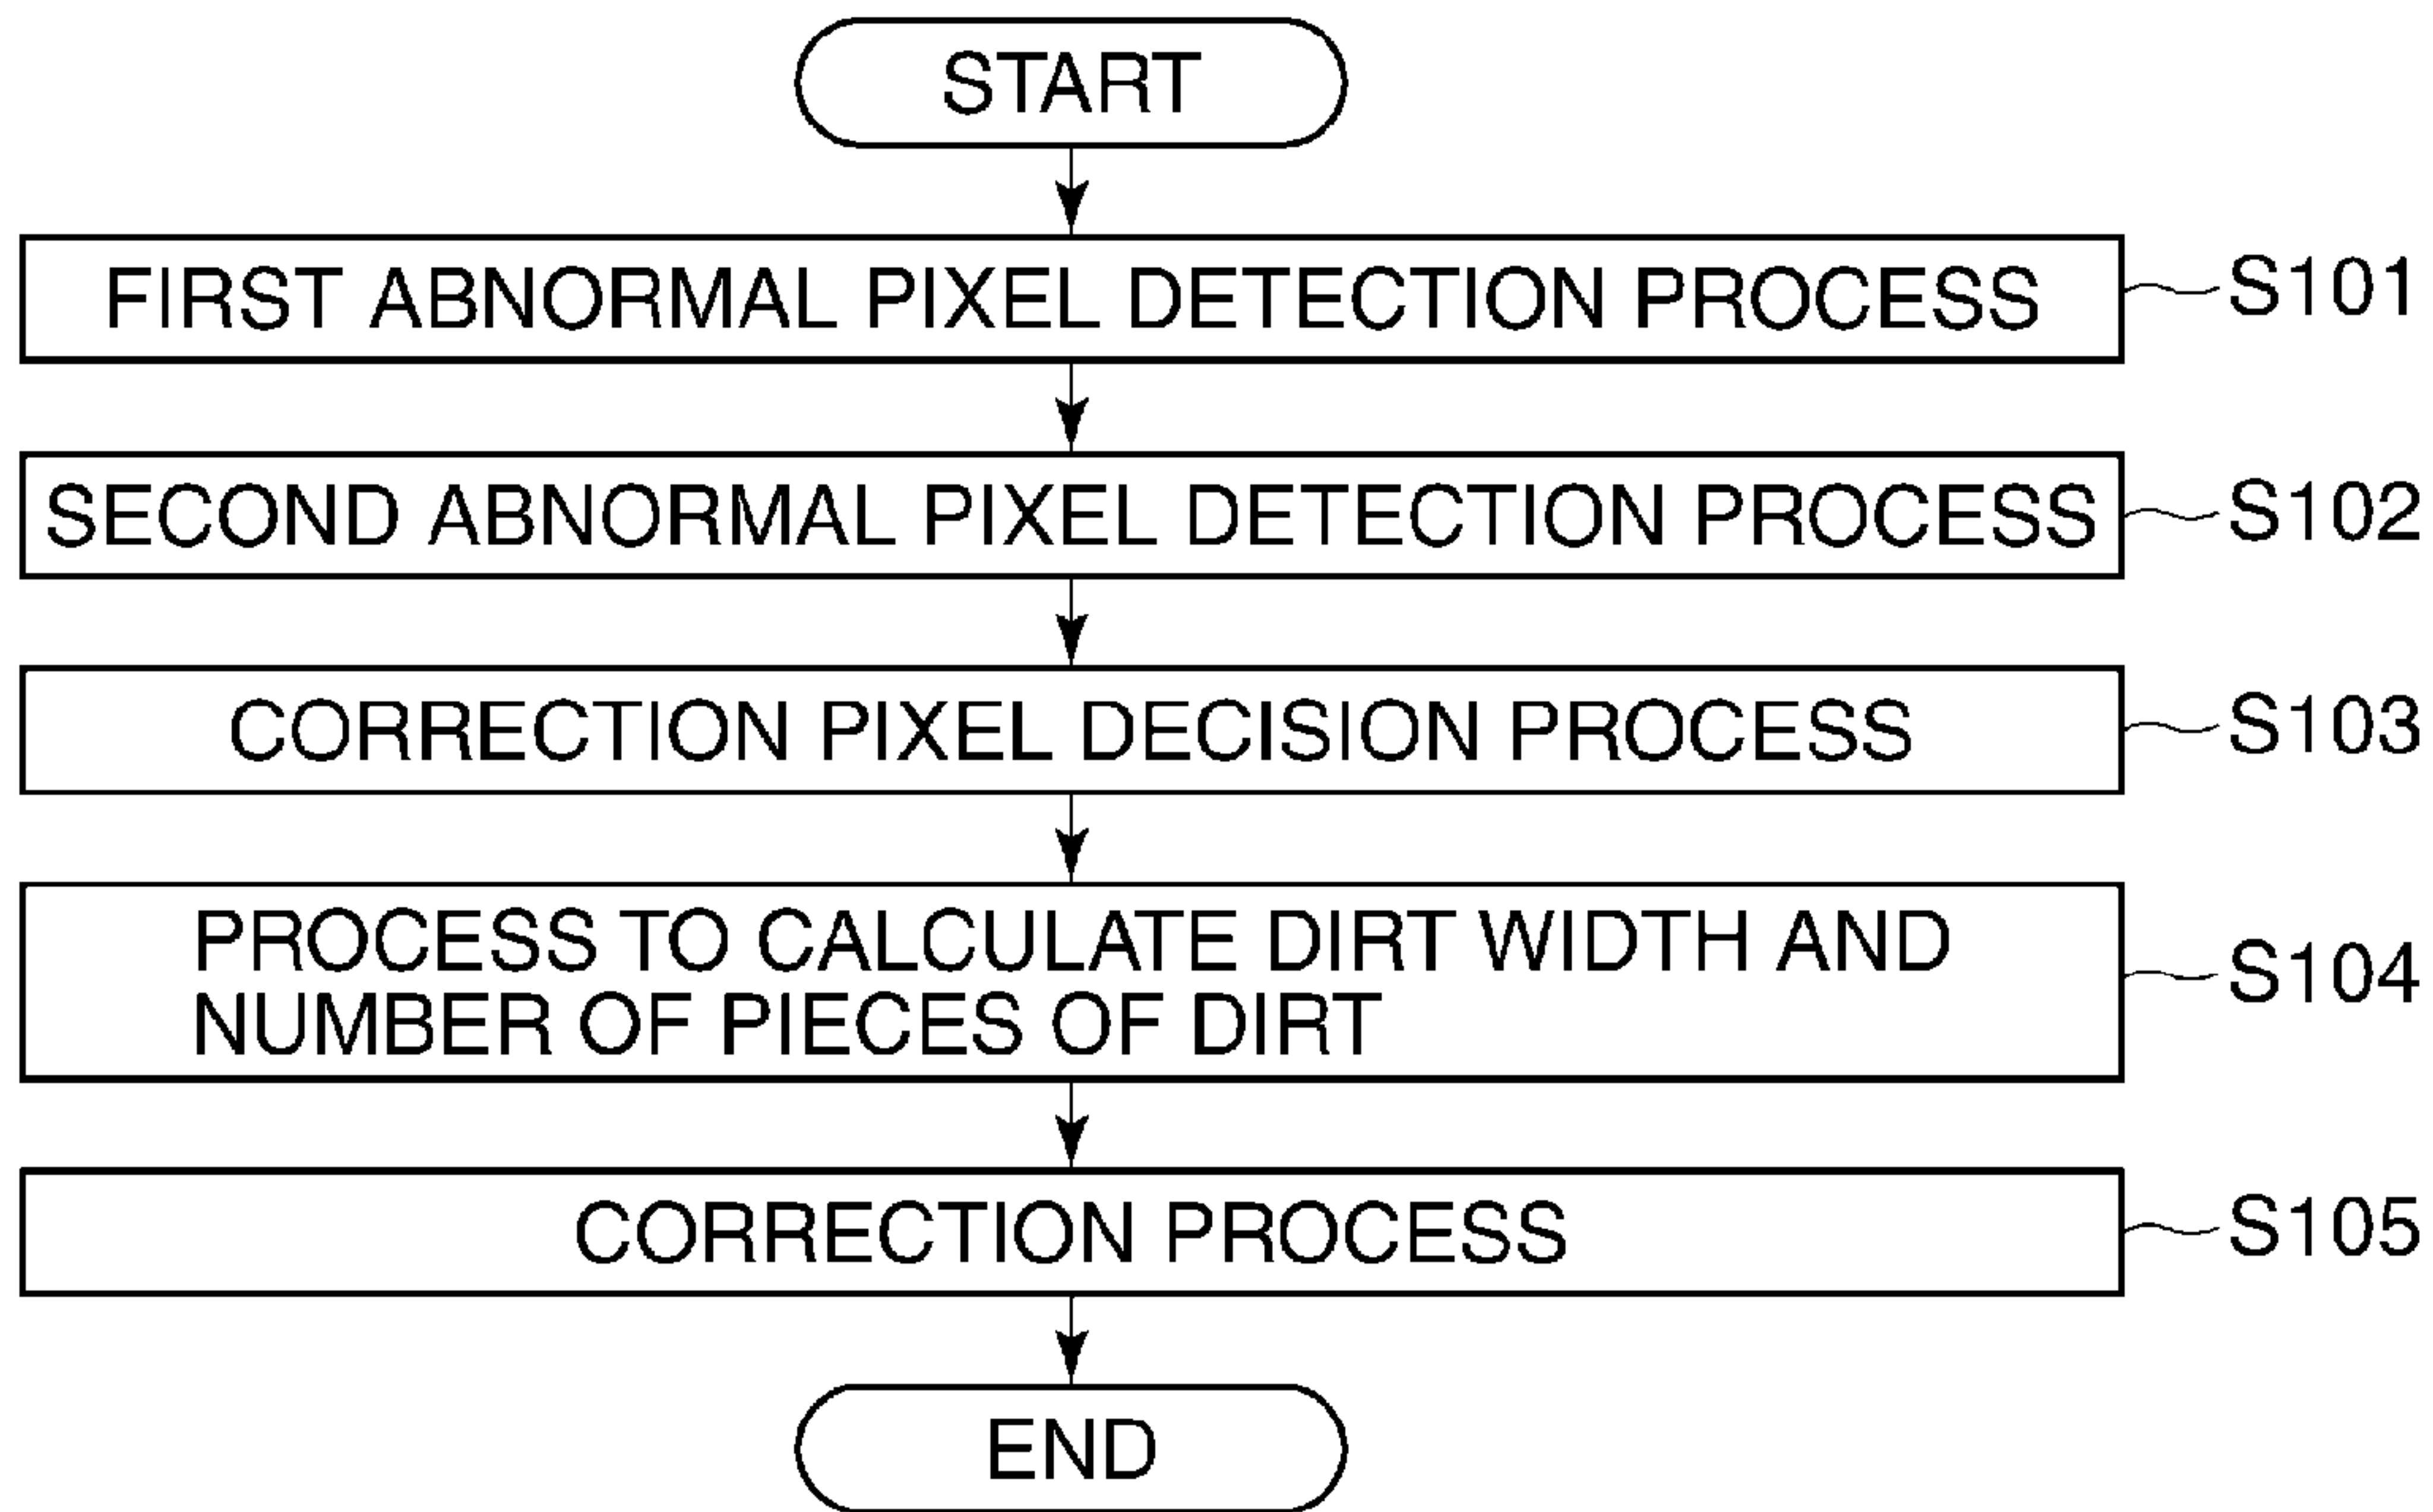 START
FIRST ABNORMAL PIXEL DETECTION PROCESS S101
SECOND ABNORMAL PIXEL DETECTION PROCESS S102
CORRECTION PIXEL DECISION PROCESS S103
PROCESS TO CALCULATE DIRT WIDTH AND
NUMBER OF PIECES OF DIRT S104
CORRECTION PROCESS S105
END